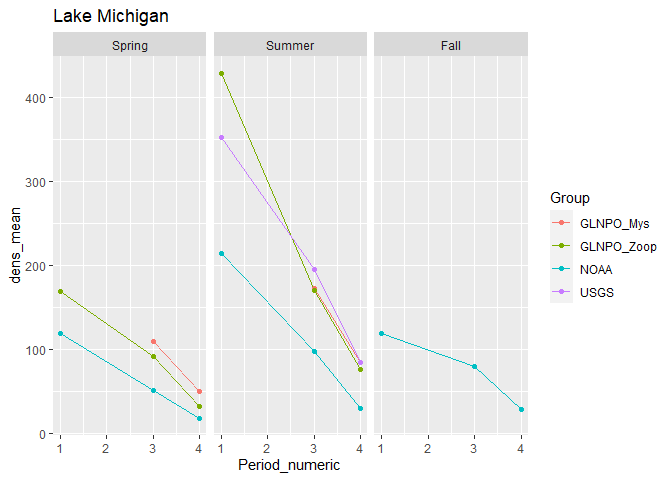 Lake Michigan
Spring Summer Fall
400
300
200
100
0
dens_mean
1 2 3 4 1 2 3 4 1 2 3 4
Period_numeric
Group
GLNPO_Mys
GLNPO_Zoop
NOAA
USGS